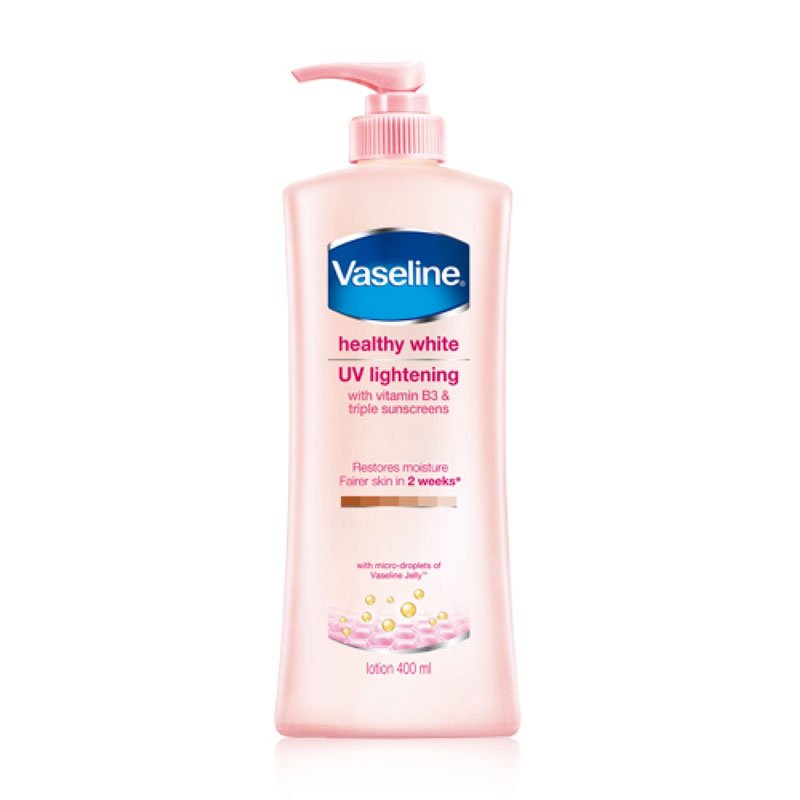 Vaseline®
healthy white
UV lightening
with vitamin B3 &
triple sunscreens
Restores moisture
Fairer skin in 2 weeks*
with micro-droplets of
Vaseline Jelly™
lotion 400 ml